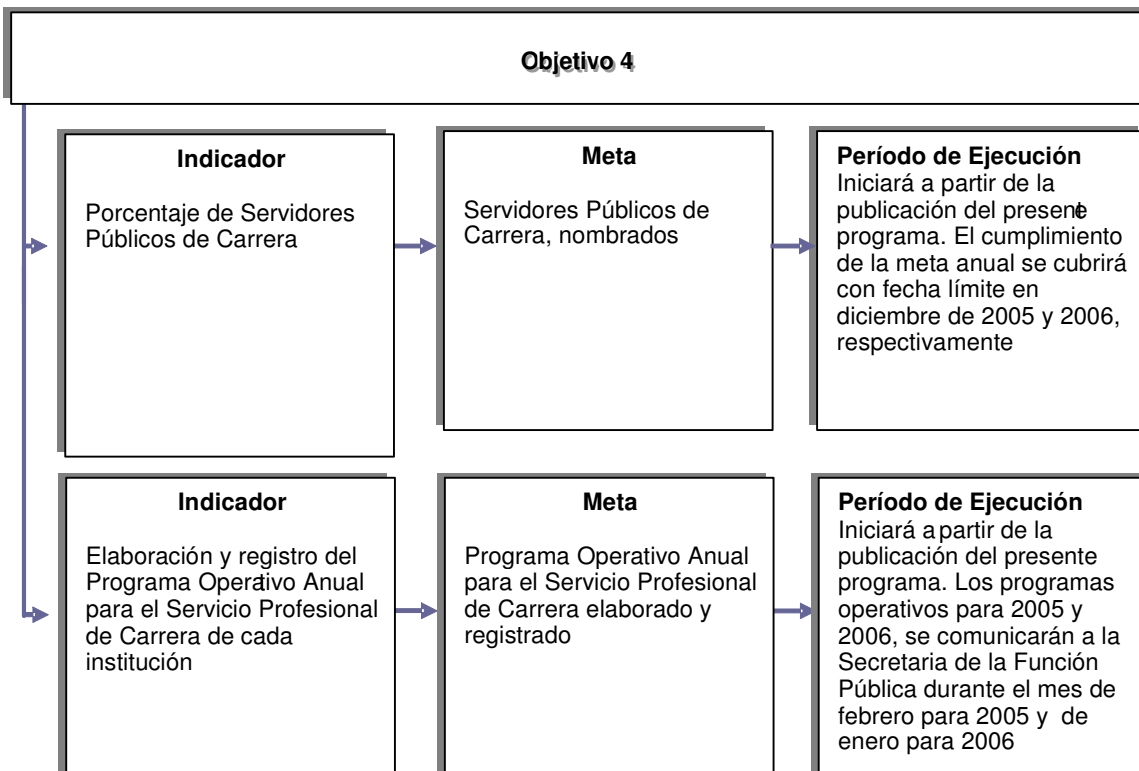 Objetivo 4
Indicador
Porcentaje de Servidores
Públicos de Carrera
Meta
Servidores Públicos de
Carrera, nombrados
Período de Ejecución
Iniciará a partir de la
publicación del presente
programa. El cumplimiento
de la meta anual se cubrirá
con fecha límite en
diciembre de 2005 y 2006,
respectivamente
Indicador
Elaboración y registro del
Programa Operativo Anual
para el Servicio Profesional
de Carrera de cada
institución
Meta
Programa Operativo Anual
para el Servicio Profesional
de Carrera elaborado y
registrado
Período de Ejecución
Iniciará a partir de la
publicación del presente
programa. Los programas
operativos para 2005 y
2006, se comunicarán a la
Secretaria de la Función
Pública durante el mes de
febrero para 2005 y de
enero para 2006